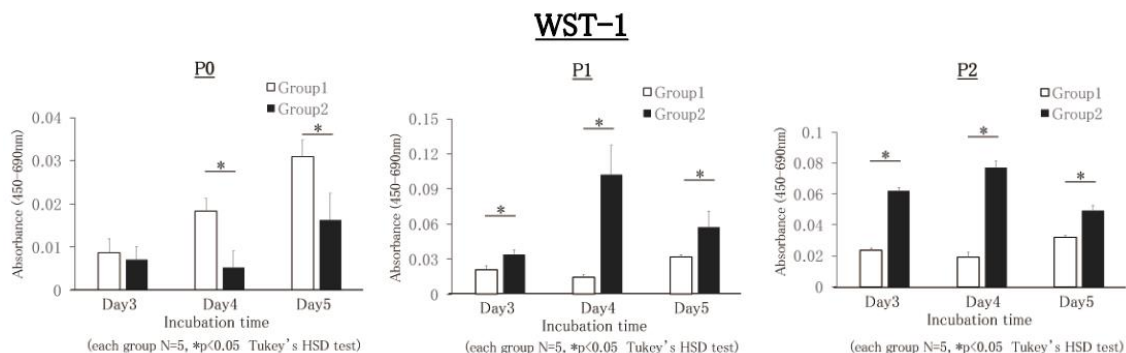 WST-1
P0
Group1
Group2
Absorbance (450-690nm)
0.04
0.03
0.02
0.01
0
*
*
Day3 Day4 Day5
Incubation time
(each group N=5, *p<0.05 Tukey's HSD test)
P1
Group1
Group2
Absorbance (450-690nm)
0.15
0.12
0.09
0.06
0.03
0
*
*
*
Day3 Day4 Day5
Incubation time
(each group N=5, *p<0.05 Tukey's HSD test)
P2
Group1
Group2
Absorbance (450-690nm)
0.1
0.08
0.06
0.04
0.02
0
*
*
*
Day3 Day4 Day5
Incubation time
(each group N=5, *p<0.05 Tukey's HSD test)